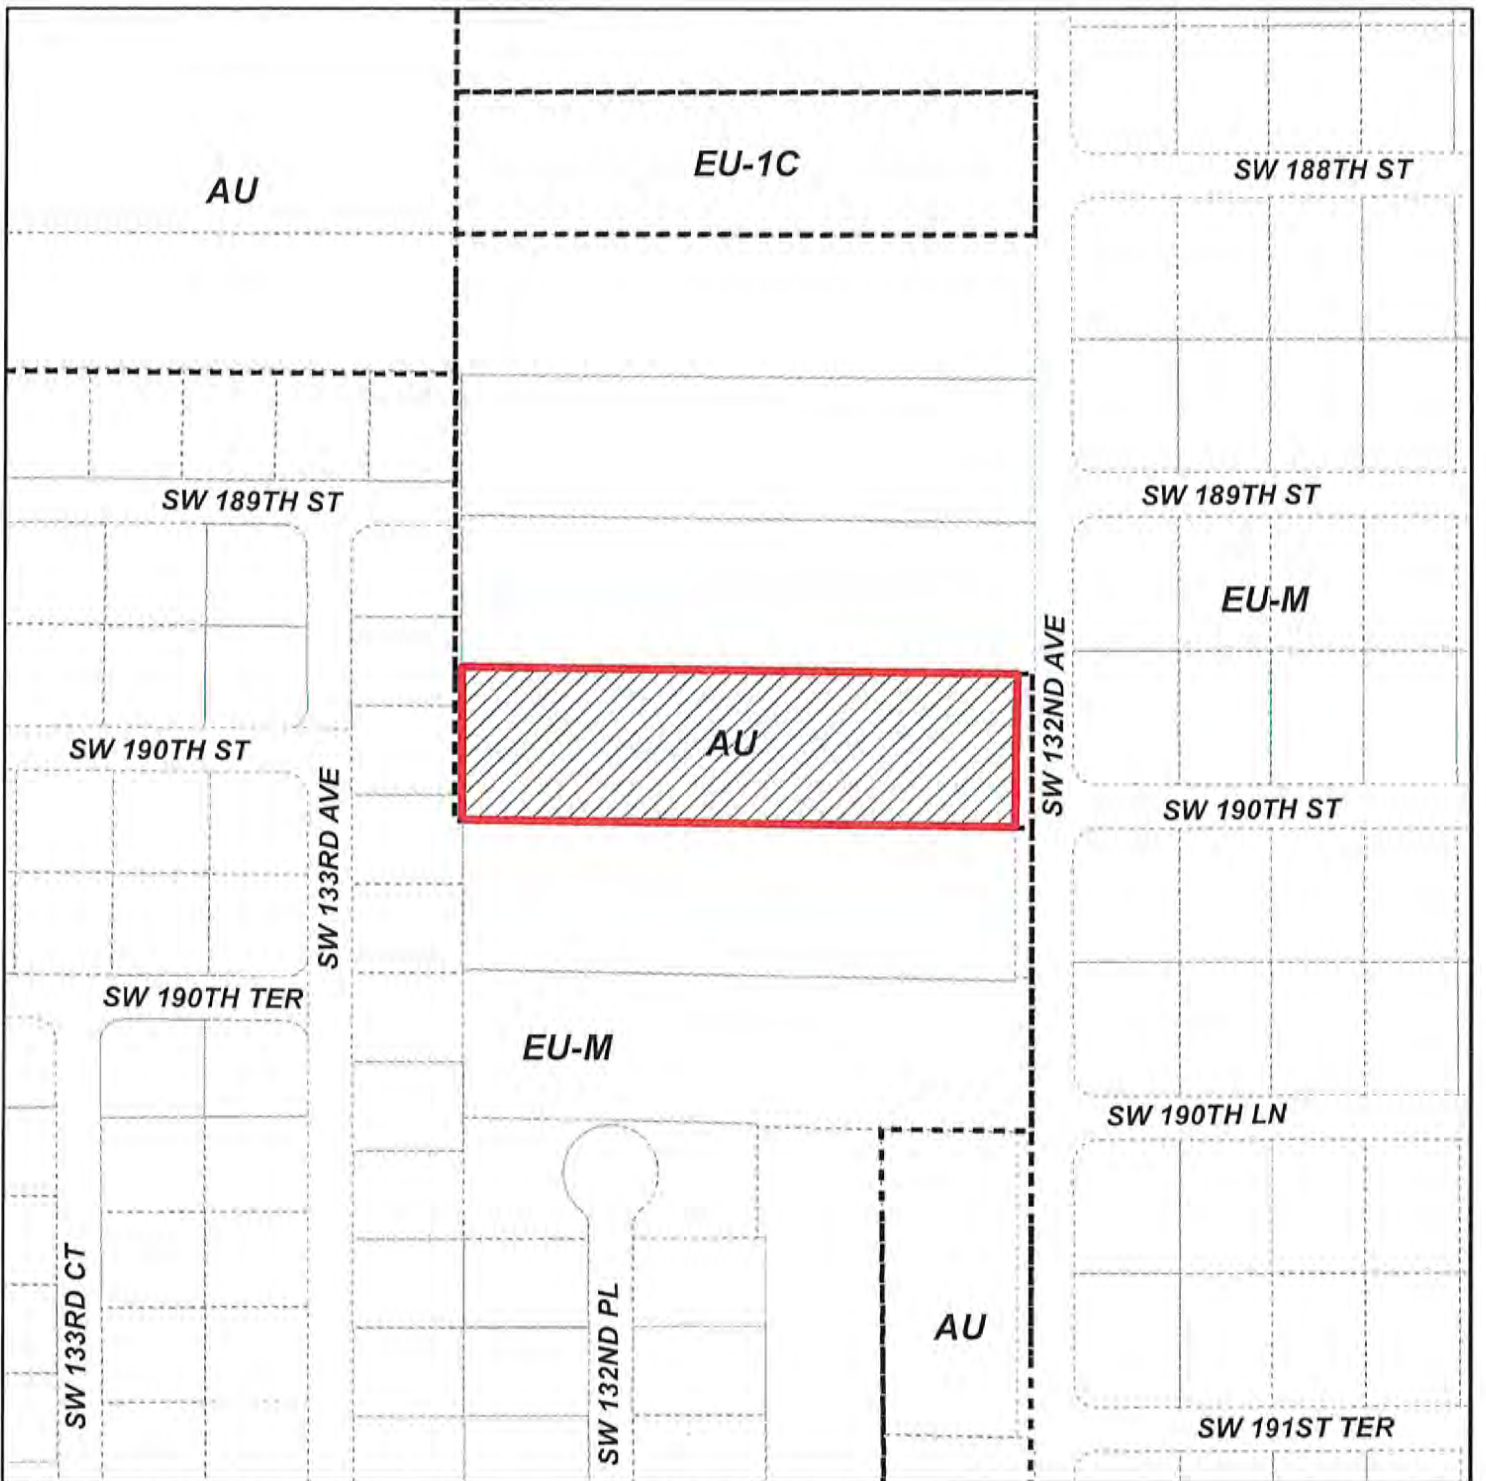 EU-1C
SW 188TH ST
AU
SW 189TH ST
SW 189TH ST
EU-M
SW 132ND AVE
AU
SW 190TH ST
SW 190TH ST
SW 133RD AVE
SW 190TH TER
EU-M
SW 190TH LN
SW 133RD CT
SW 132ND PL
AU
SW 191ST TER